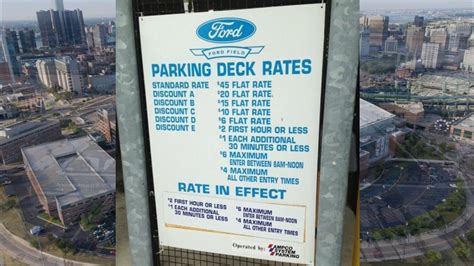 Ford
FORD FIELD
PARKING DECK RATES
STANDARD RATE $45 FLAT RATE
DISCOUNT A $20 FLAT RATE
DISCOUNT B $15 FLAT RATE
DISCOUNT C $10 FLAT RATE
DISCOUNT D $6 FLAT RATE
DISCOUNT E $2 FIRST HOUR OR LESS
$1 EACH ADDITIONAL
30 MINUTES OR LESS
$6 MAXIMUM
ENTER BETWEEN 8AM-NOON
$4 MAXIMUM
ALL OTHER ENTRY TIMES
RATE IN EFFECT
$2 FIRST HOUR OR LESS
$1 EACH ADDITIONAL
30 MINUTES OR LESS
$6 MAXIMUM
ENTER BETWEEN 8AM-NOON
$4 MAXIMUM
ALL OTHER ENTRY TIMES
Operated by:
AMPCO
SYSTEM
PARKING